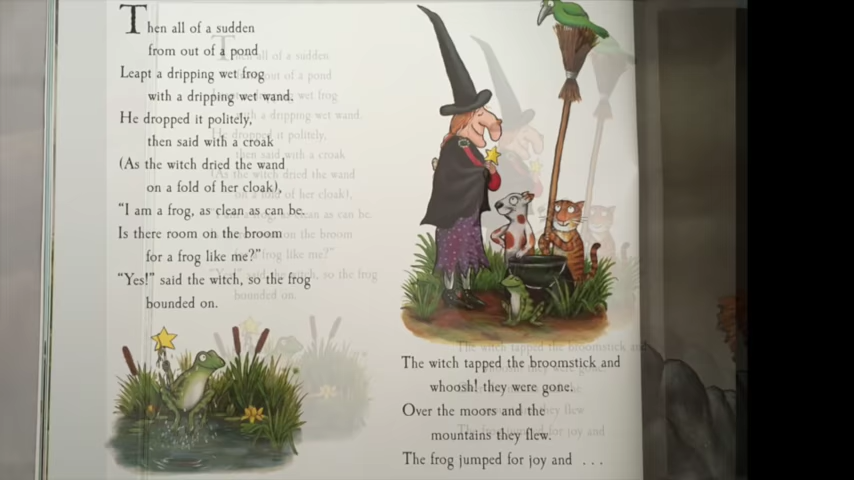 Then all of a sudden
from out of a pond
Leapt a dripping wet frog
with a dripping wet wand.
He dropped it politely,
then said with a croak
(As the witch dried the wand
on a fold of her cloak),
"I am a frog, as clean as can be.
Is there room on the broom
for a frog like me?"
"Yes!" said the witch, so the frog
bounded on.
The witch tapped the broomstick and
whoosh! they were gone.
Over the moors and the
mountains they flew.
The frog jumped for joy and . . .